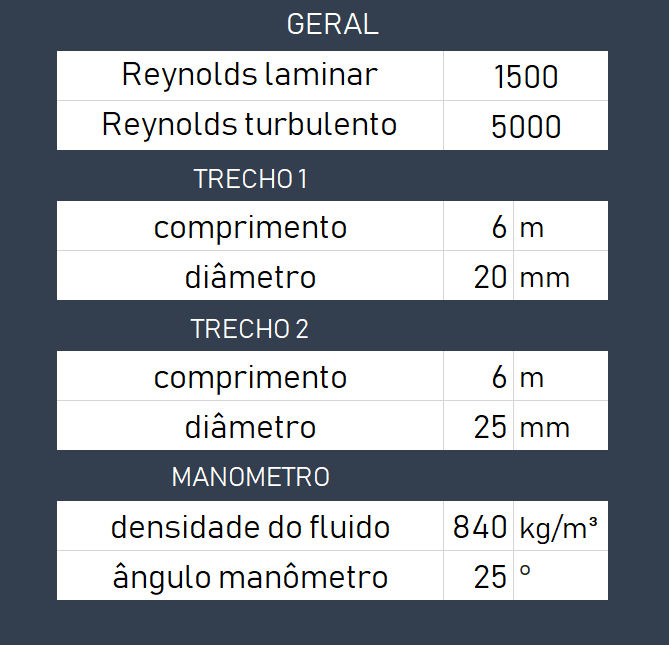 GERAL
Reynolds laminar 1500
Reynolds turbulento 5000
TRECHO 1
comprimento 6 m
diâmetro 20 mm
TRECHO 2
comprimento 6 m
diâmetro 25 mm
MANOMETRO
densidade do fluido 840 kg/m³
ângulo manômetro 25 º